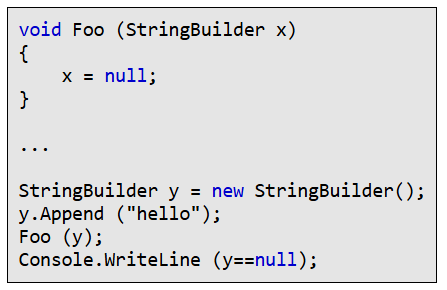 void Foo (StringBuilder x)
{
    x = null;
}
...
StringBuilder y = new StringBuilder();
y.Append ("hello");
Foo (y);
Console.WriteLine (y==null);